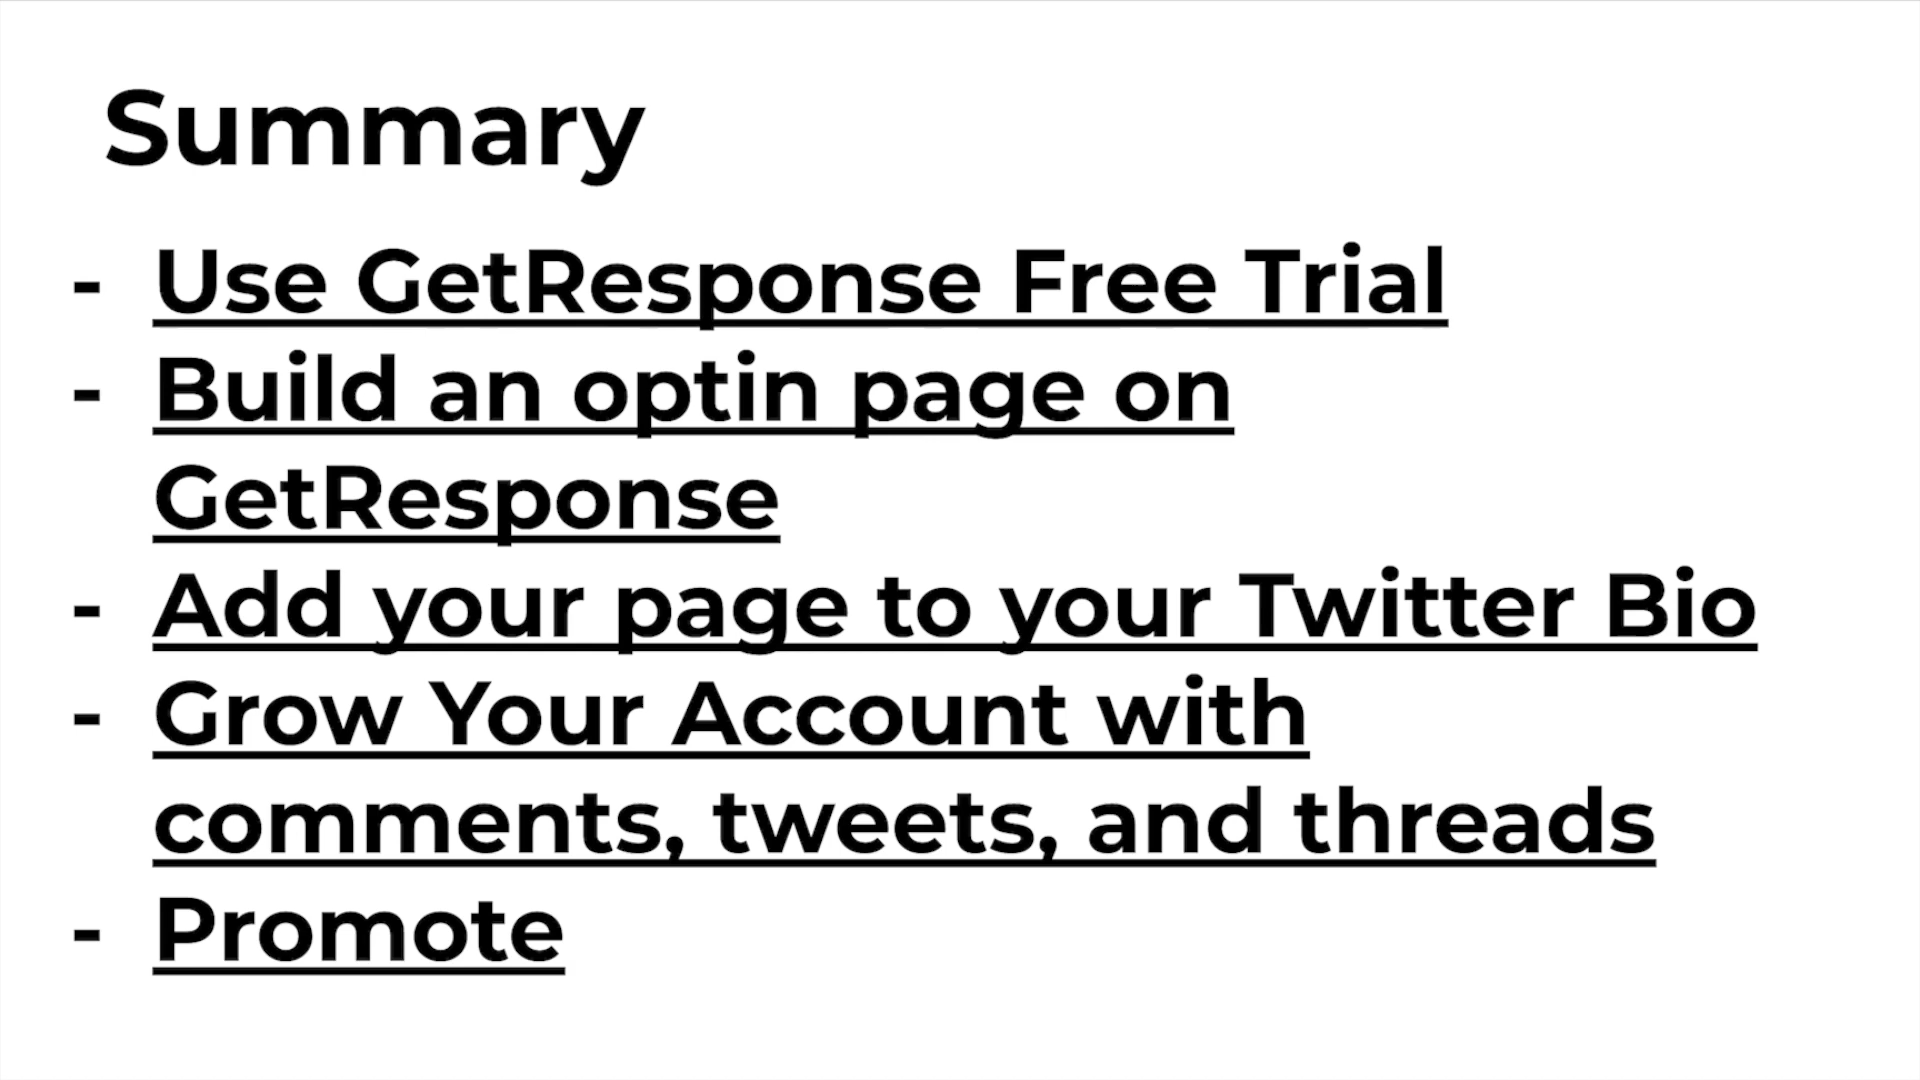 Summary
- Use GetResponse Free Trial
- Build an optin page on
GetResponse
- Add your page to your Twitter Bio
- Grow Your Account with
comments, tweets, and threads
- Promote